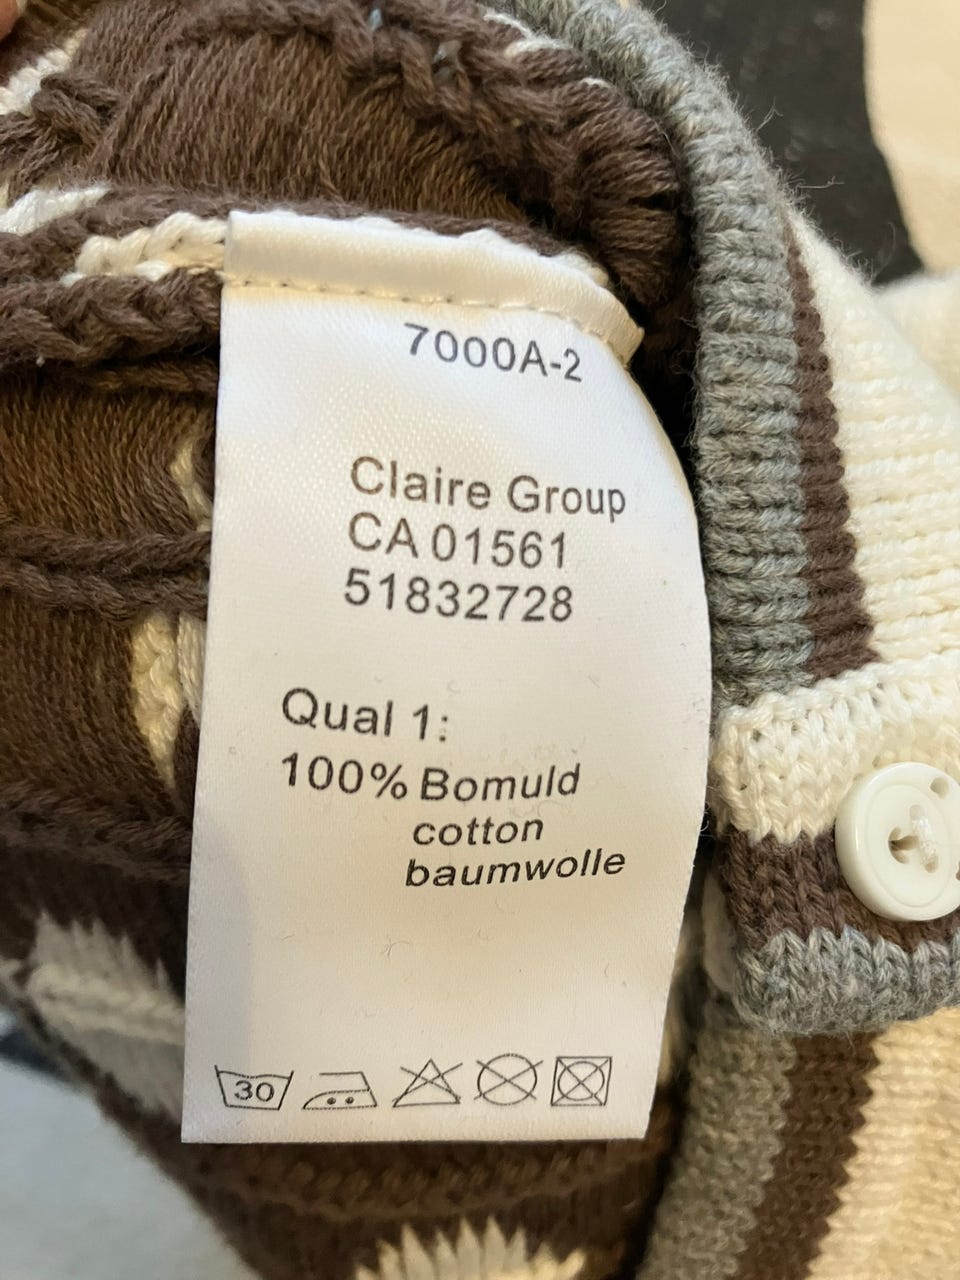 7000A-2
Claire Group
CA 01561
51832728
Qual 1:
100% Bomuld
cotton
baumwolle
30